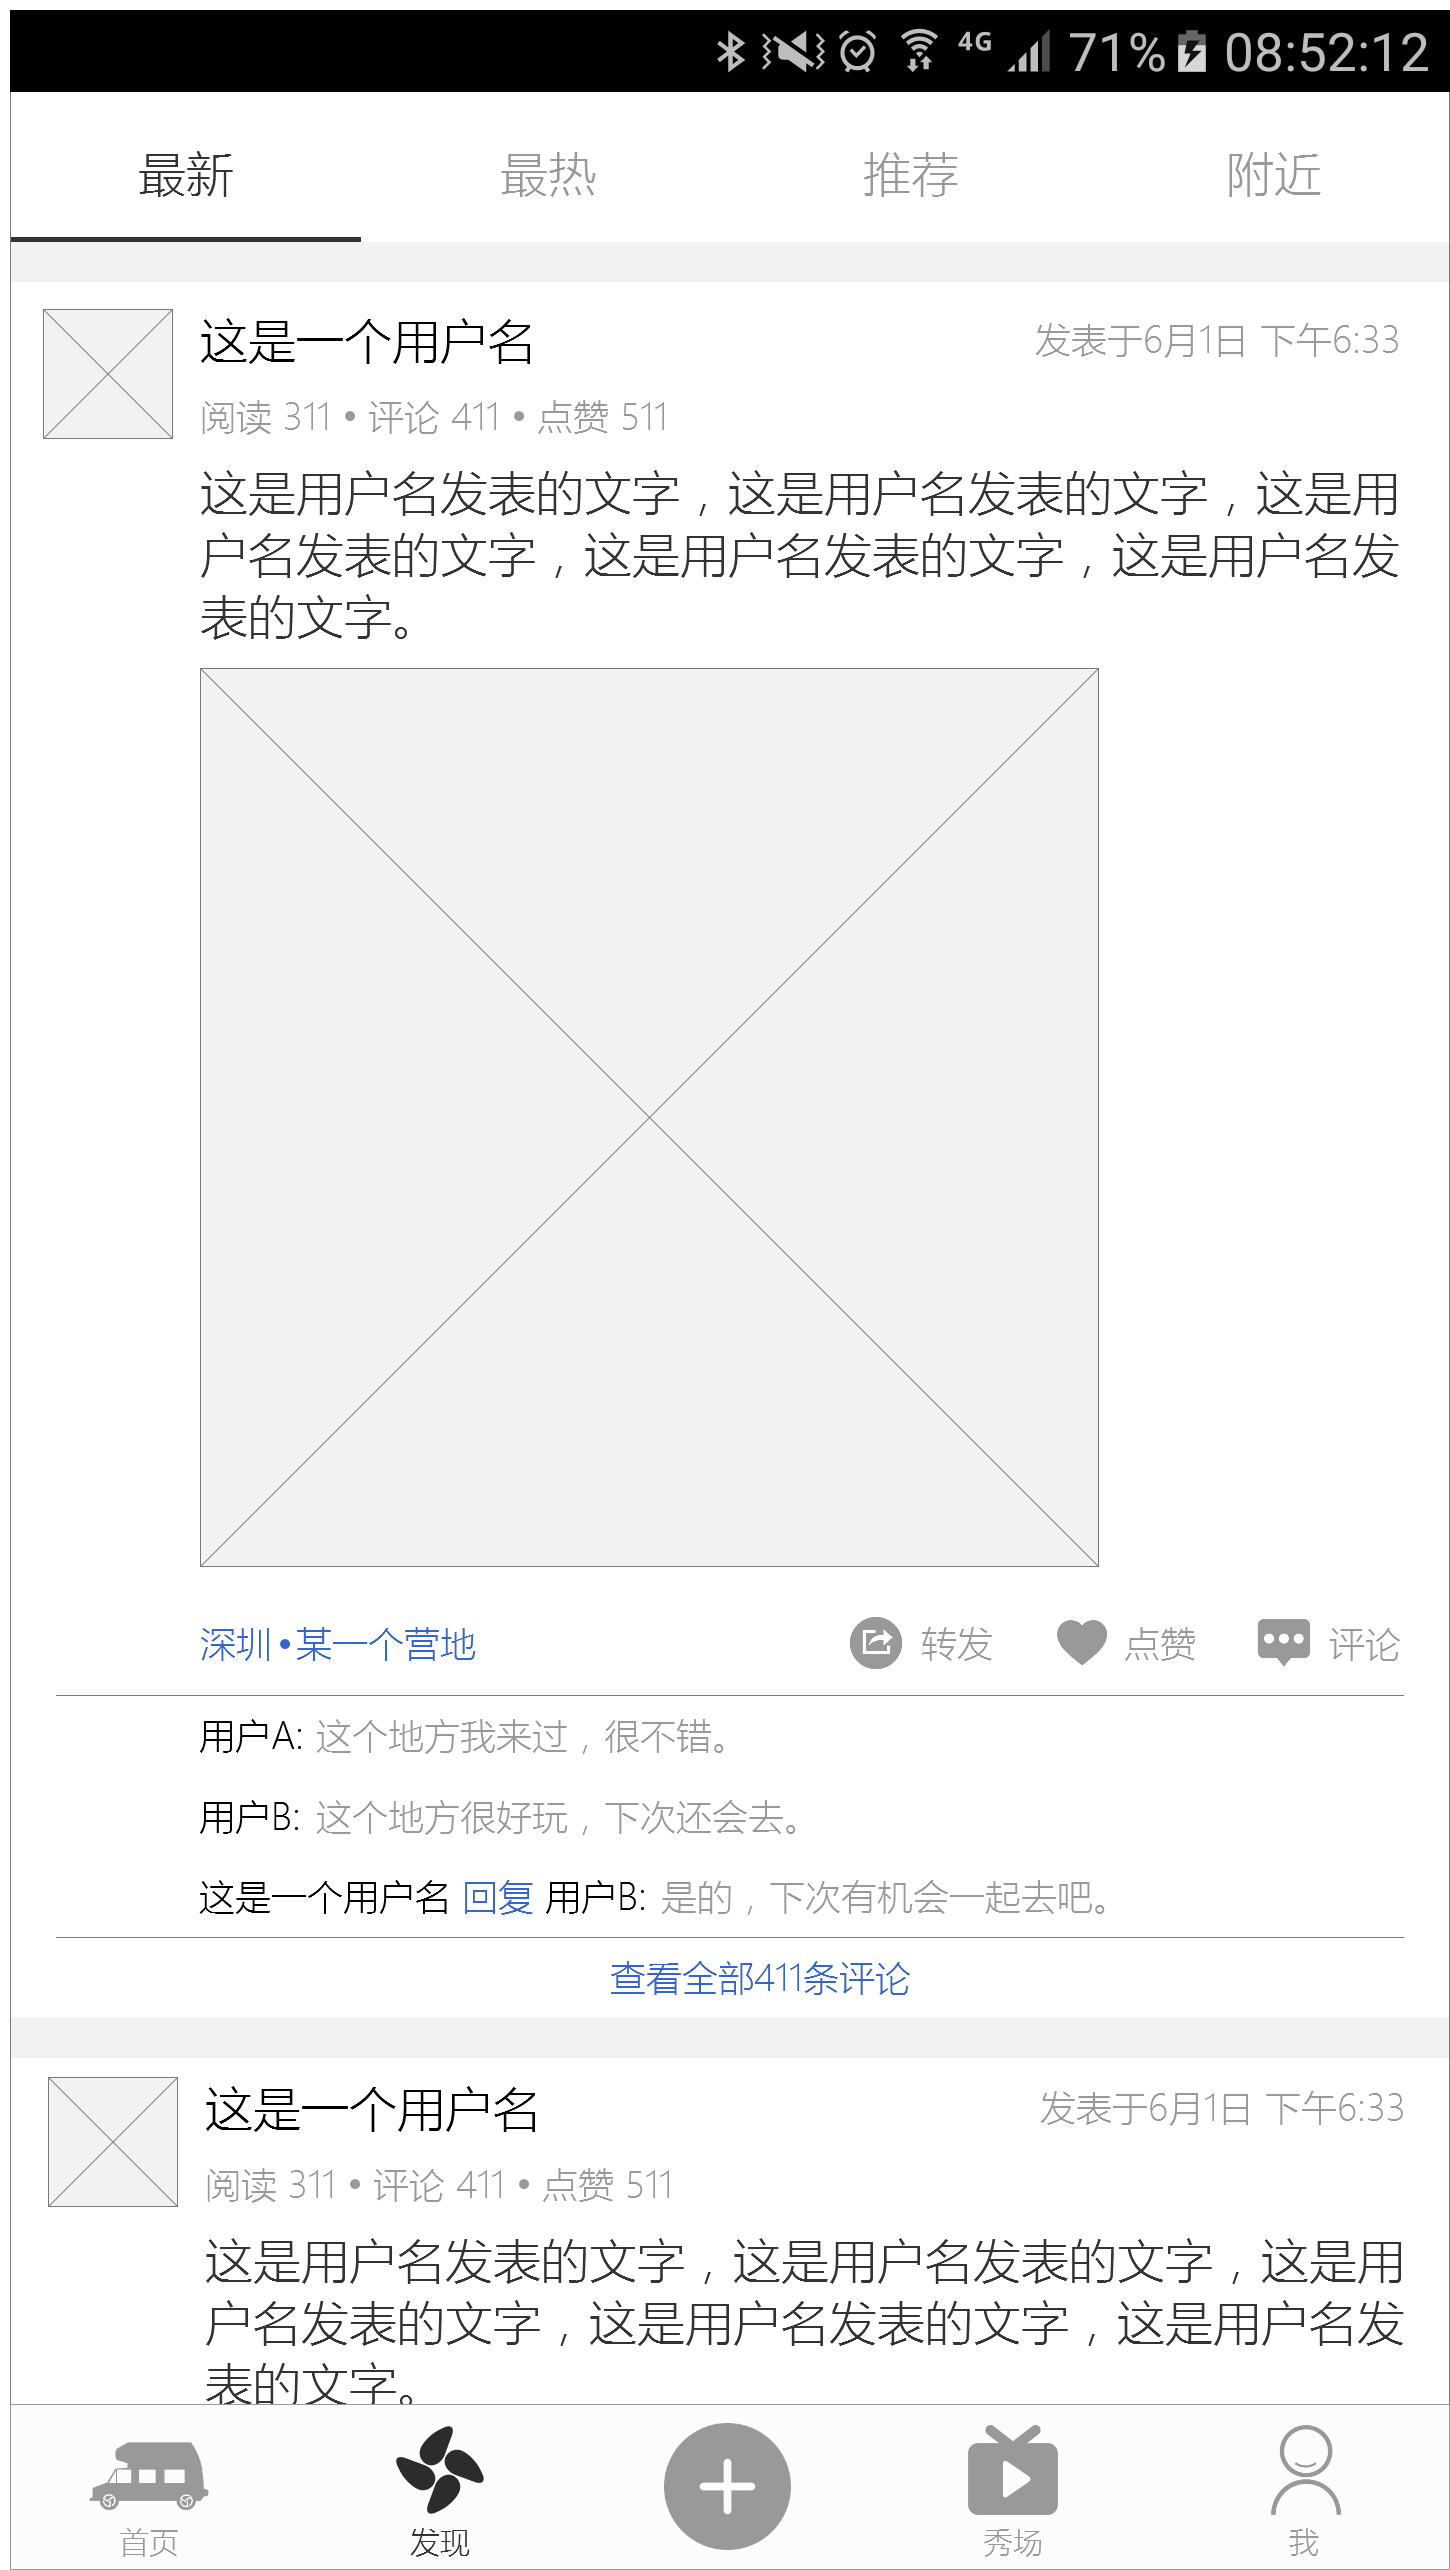 4G 71% 08:52:12
最新 最热 推荐 附近
这是一个用户名 发表于6月1日 下午6:33
阅读 311 • 评论 411 • 点赞 511
这是用户名发表的文字，这是用户名发表的文字，这是用
户名发表的文字，这是用户名发表的文字，这是用户名发
表的文字。
深圳•某一个营地 转发 点赞 评论
用户A: 这个地方我来过，很不错。
用户B: 这个地方很好玩，下次还会去。
这是一个用户名 回复 用户B: 是的，下次有机会一起去吧。
查看全部411条评论
这是一个用户名 发表于6月1日 下午6:33
阅读 311 • 评论 411 • 点赞 511
这是用户名发表的文字，这是用户名发表的文字，这是用
户名发表的文字，这是用户名发表的文字，这是用户名发
表的文字。
首页 发现 秀场 我